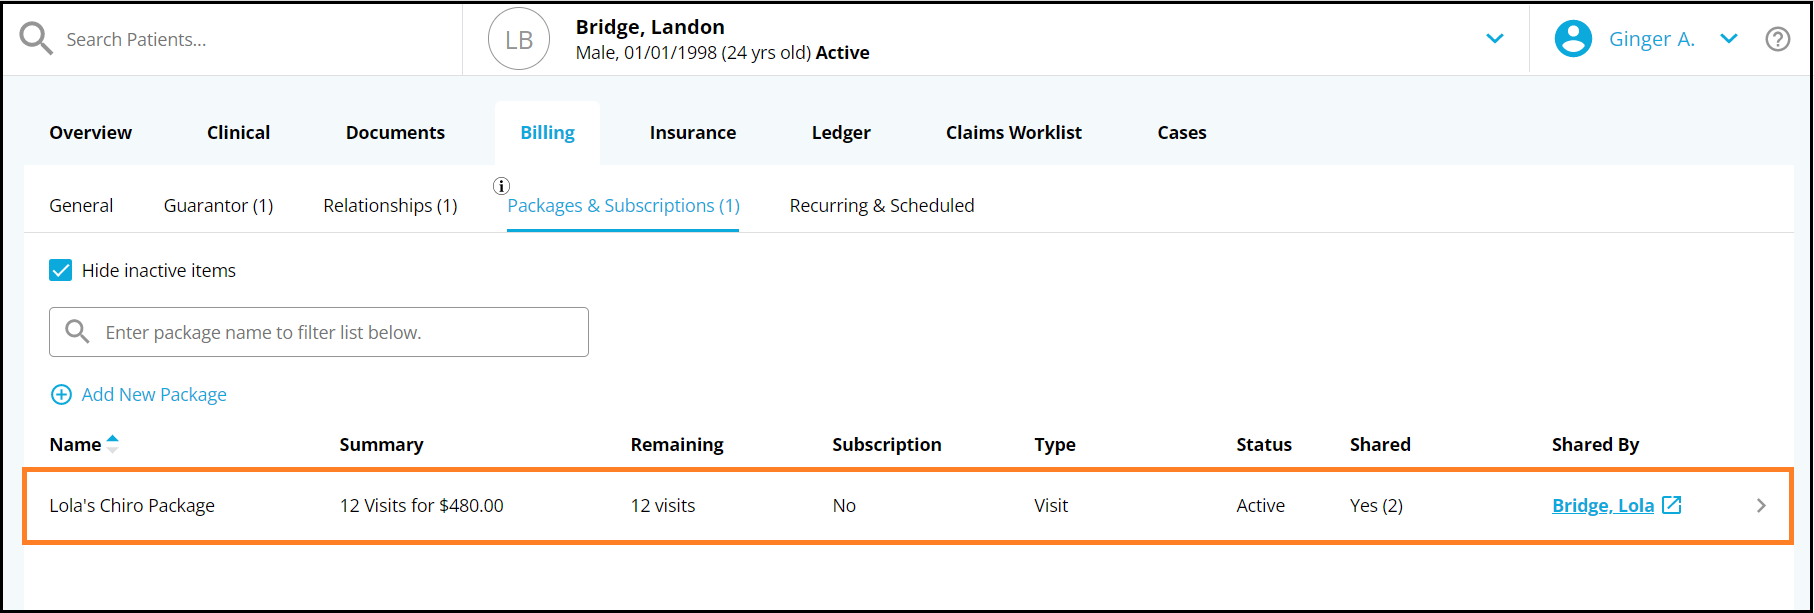 Search Patients...
LB
Bridge, Landon
Male, 01/01/1998 (24 yrs old) Active
Ginger A.
?
Overview Clinical Documents Billing Insurance Ledger Claims Worklist Cases
i
General Guarantor (1) Relationships (1) Packages & Subscriptions (1) Recurring & Scheduled
Hide inactive items
Enter package name to filter list below.
Add New Package
Name Summary Remaining Subscription Type Status Shared Shared By
Lola's Chiro Package 12 Visits for $480.00 12 visits No Visit Active Yes (2) Bridge, Lola